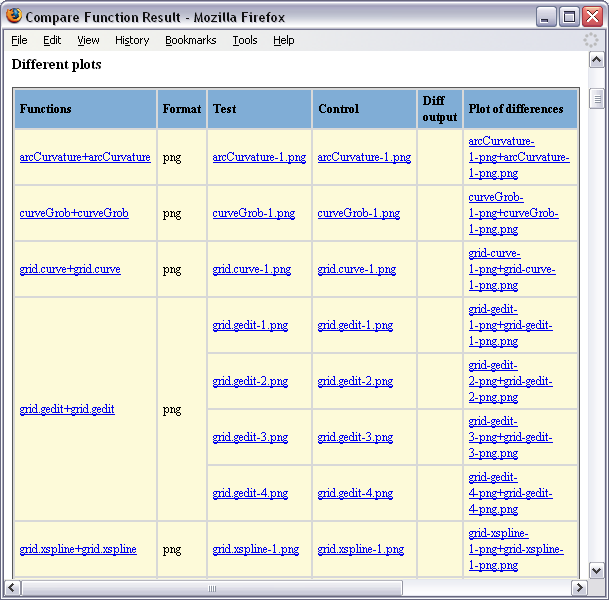 Compare Function Result - Mozilla Firefox
File Edit View History Bookmarks Tools Help
Different plots
Functions Format Test Control Diff output Plot of differences
arcCurvature+arcCurvature png arcCurvature-1.png arcCurvature-1.png arcCurvature-
1-png+arcCurvature-
1-png.png
curveGrob+curveGrob png curveGrob-1.png curveGrob-1.png curveGrob-
1-png+curveGrob-
1-png.png
grid.curve+grid.curve png grid.curve-1.png grid.curve-1.png grid-curve-
1-png+grid-curve-
1-png.png
grid.gedit+grid.gedit png grid.gedit-1.png grid.gedit-1.png grid-gedit-
1-png+grid-gedit-
1-png.png
grid.gedit-2.png grid.gedit-2.png grid-gedit-
2-png+grid-gedit-
2-png.png
grid.gedit-3.png grid.gedit-3.png grid-gedit-
3-png+grid-gedit-
3-png.png
grid.gedit-4.png grid.gedit-4.png grid-gedit-
4-png+grid-gedit-
4-png.png
grid.xspline+grid.xspline png grid.xspline-1.png grid.xspline-1.png grid-xspline-
1-png+grid-xspline-
1-png.png